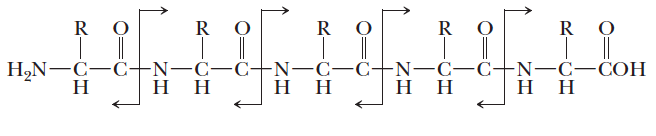 R O R O R O R O R O
H₂N—C—C—N—C—C—N—C—C—N—C—C—N—C—COH
H H H H H H H H H